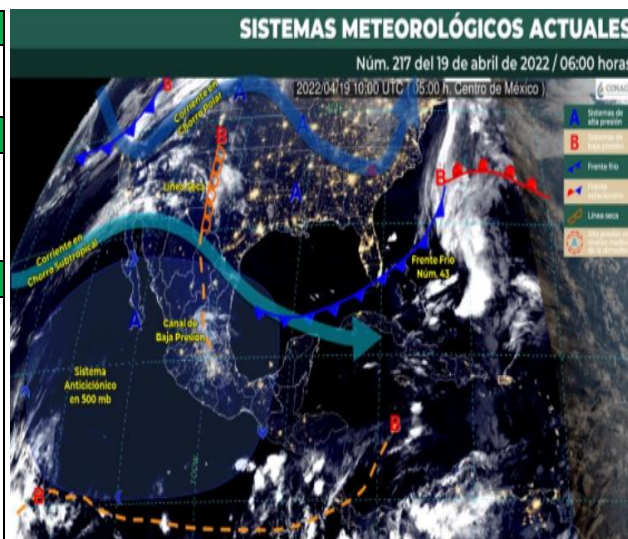 SISTEMAS METEOROLÓGICOS ACTUALES
Núm. 217 del 19 de abril de 2022 / 06:00 horas
2022/04/19 10:00 UTC ( 05:00 h. Centro de México )
CONAG
B
A
Corriente en
Chorro Polar
A
B
A
Sistemas de
alta presión
B
Sistemas de
baja presión
Frente frío
Frente
estacionario
Línea seca
A
Línea seca
A
B
B
Corriente en
Chorro Subtropical
Frente Frío
Núm. 43
A
Canal de
Baja Presión
Sistema
Anticiclónico
en 500 mb
B
B